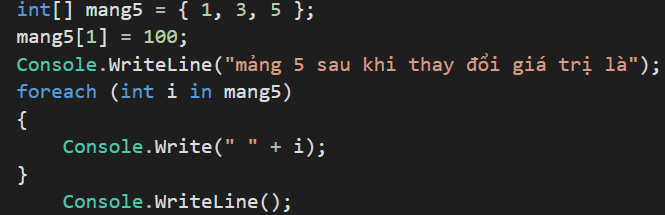 int[] mang5 = { 1, 3, 5 };
mang5[1] = 100;
Console.WriteLine("mảng 5 sau khi thay đổi giá trị là");
foreach (int i in mang5)
{
    Console.Write(" " + i);
}
    Console.WriteLine();